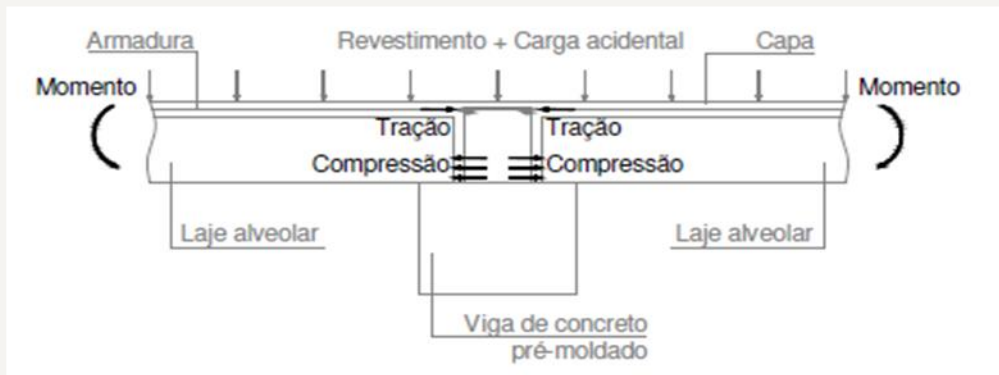 Armadura
Revestimento + Carga acidental
Capa
Momento
Momento
Tração
Tração
Compressão
Compressão
Laje alveolar
Laje alveolar
Viga de concreto
pré-moldado